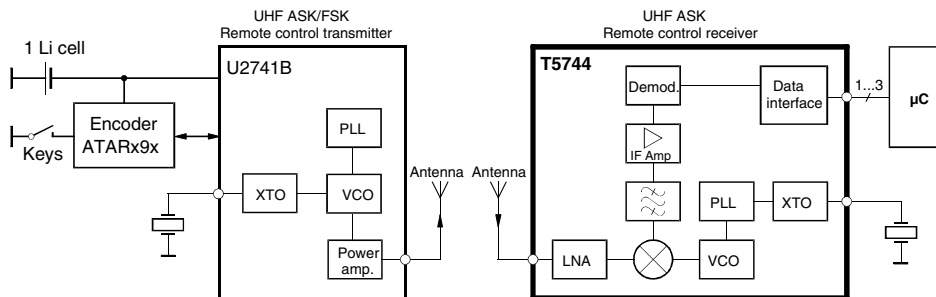 UHF ASK/FSK
Remote control transmitter
UHF ASK
Remote control receiver
1 Li cell
U2741B
T5744
Demod.
Data
interface
1...3
µC
Encoder
ATARx9x
Keys
PLL
IF Amp
Antenna
Antenna
XTO
VCO
PLL
XTO
Power
amp.
LNA
VCO